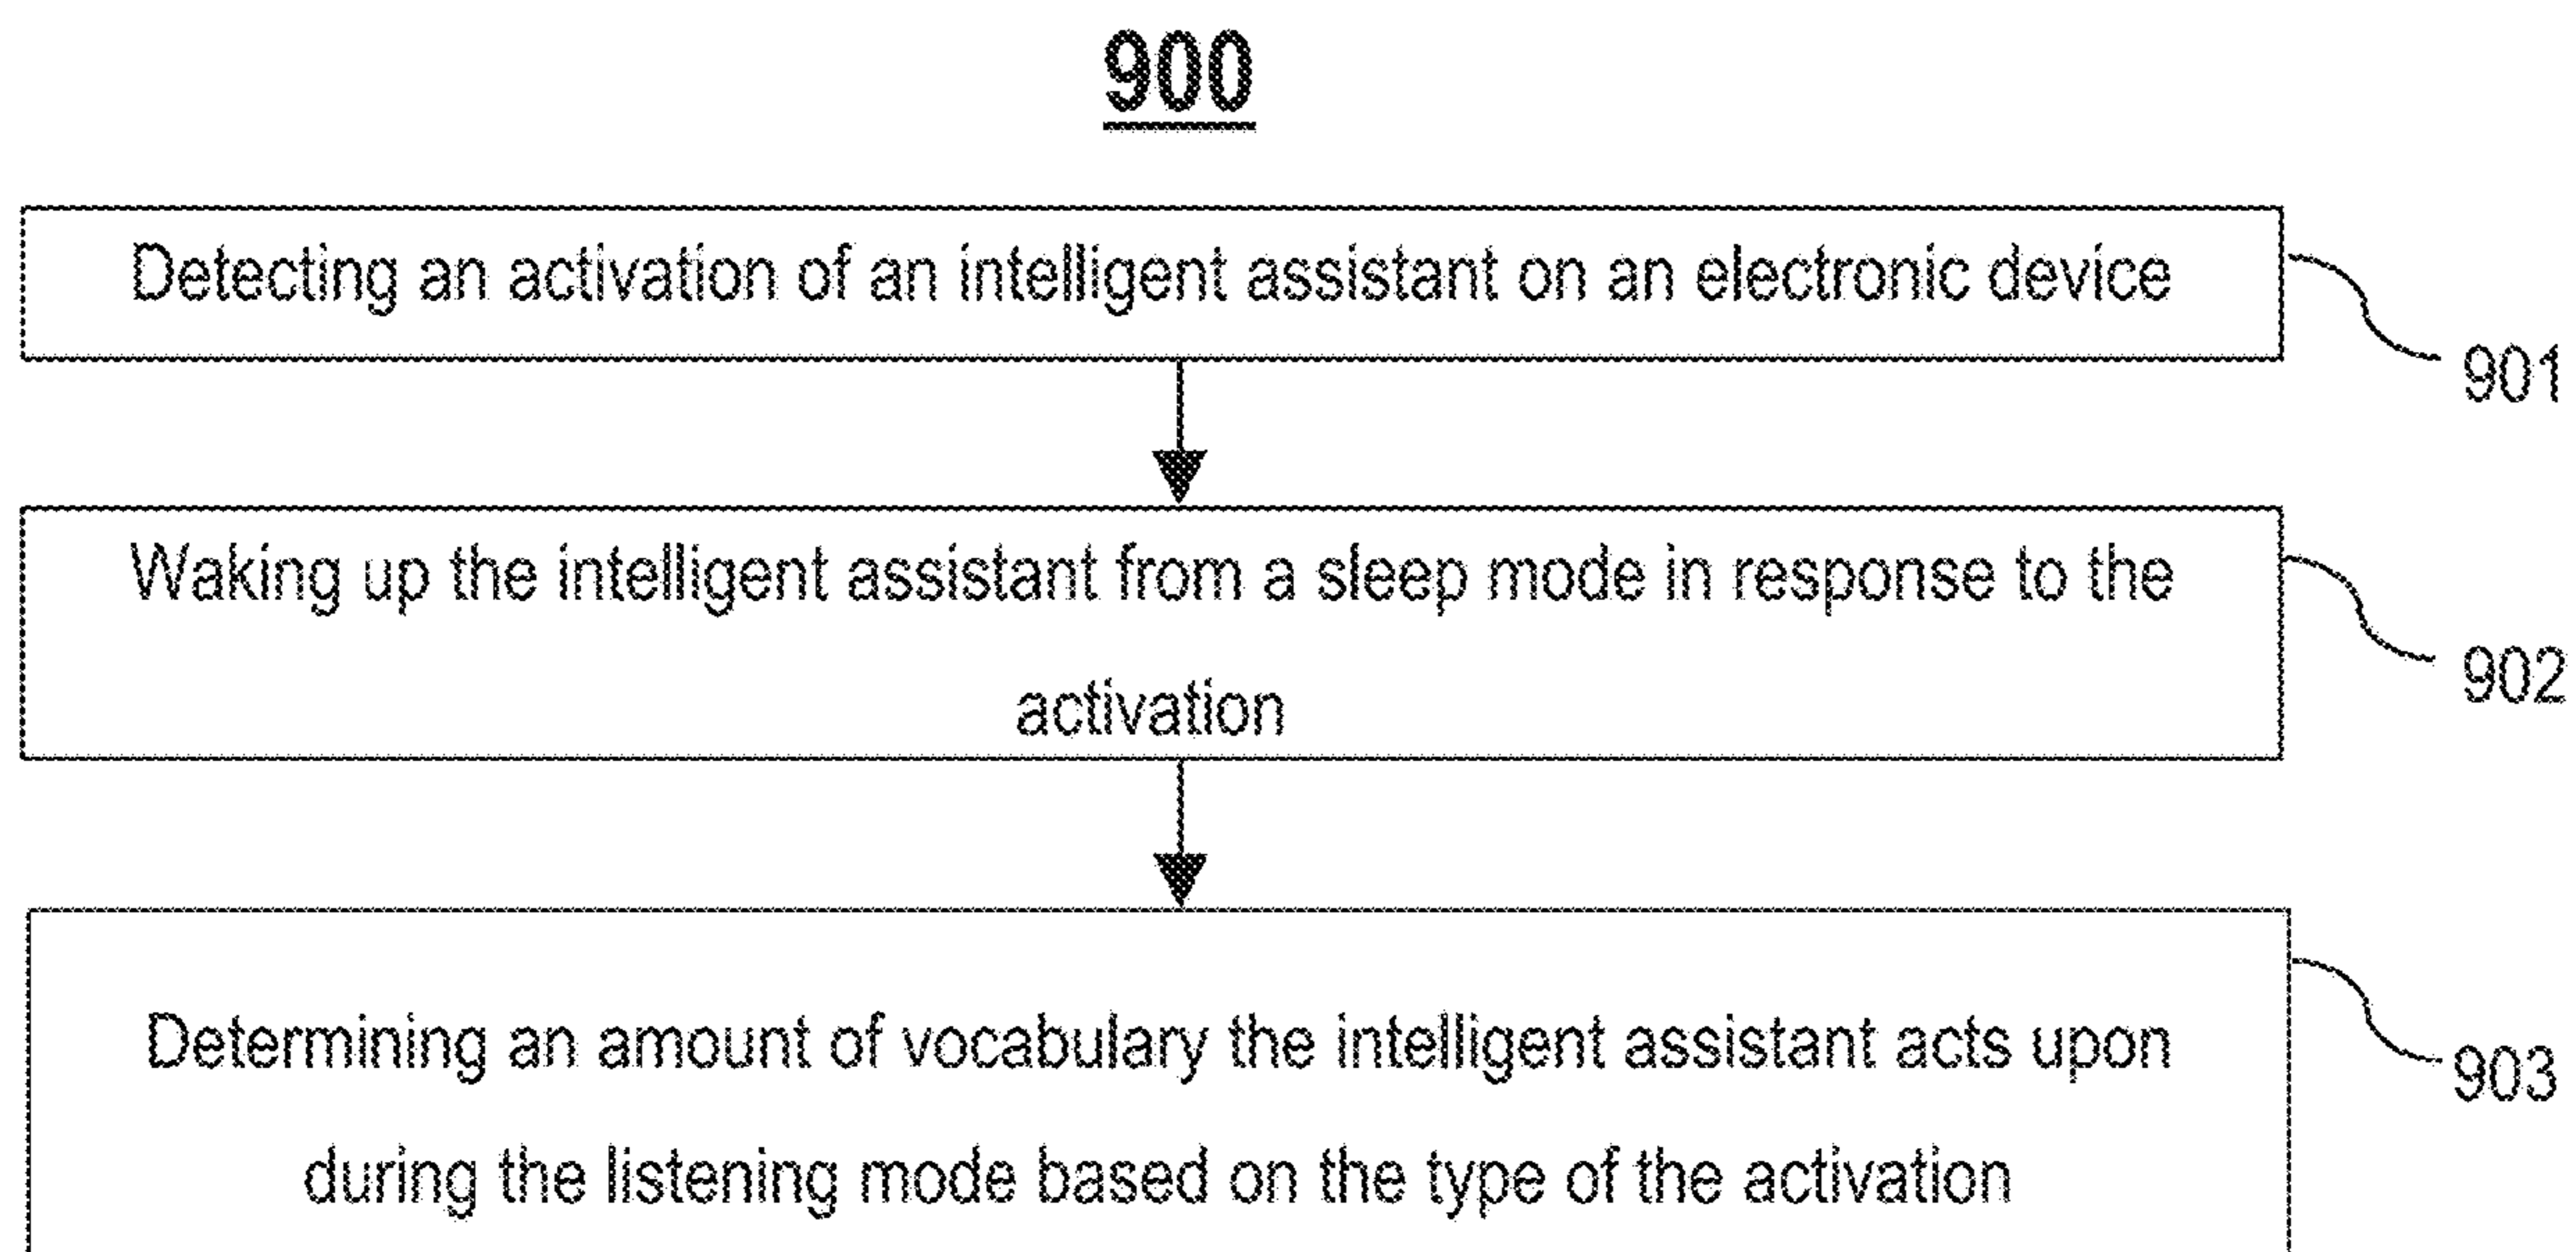 900
Detecting an activation of an intelligent assistant on an electronic device
901
Waking up the intelligent assistant from a sleep mode in response to the
activation
902
Determining an amount of vocabulary the intelligent assistant acts upon
during the listening mode based on the type of the activation
903